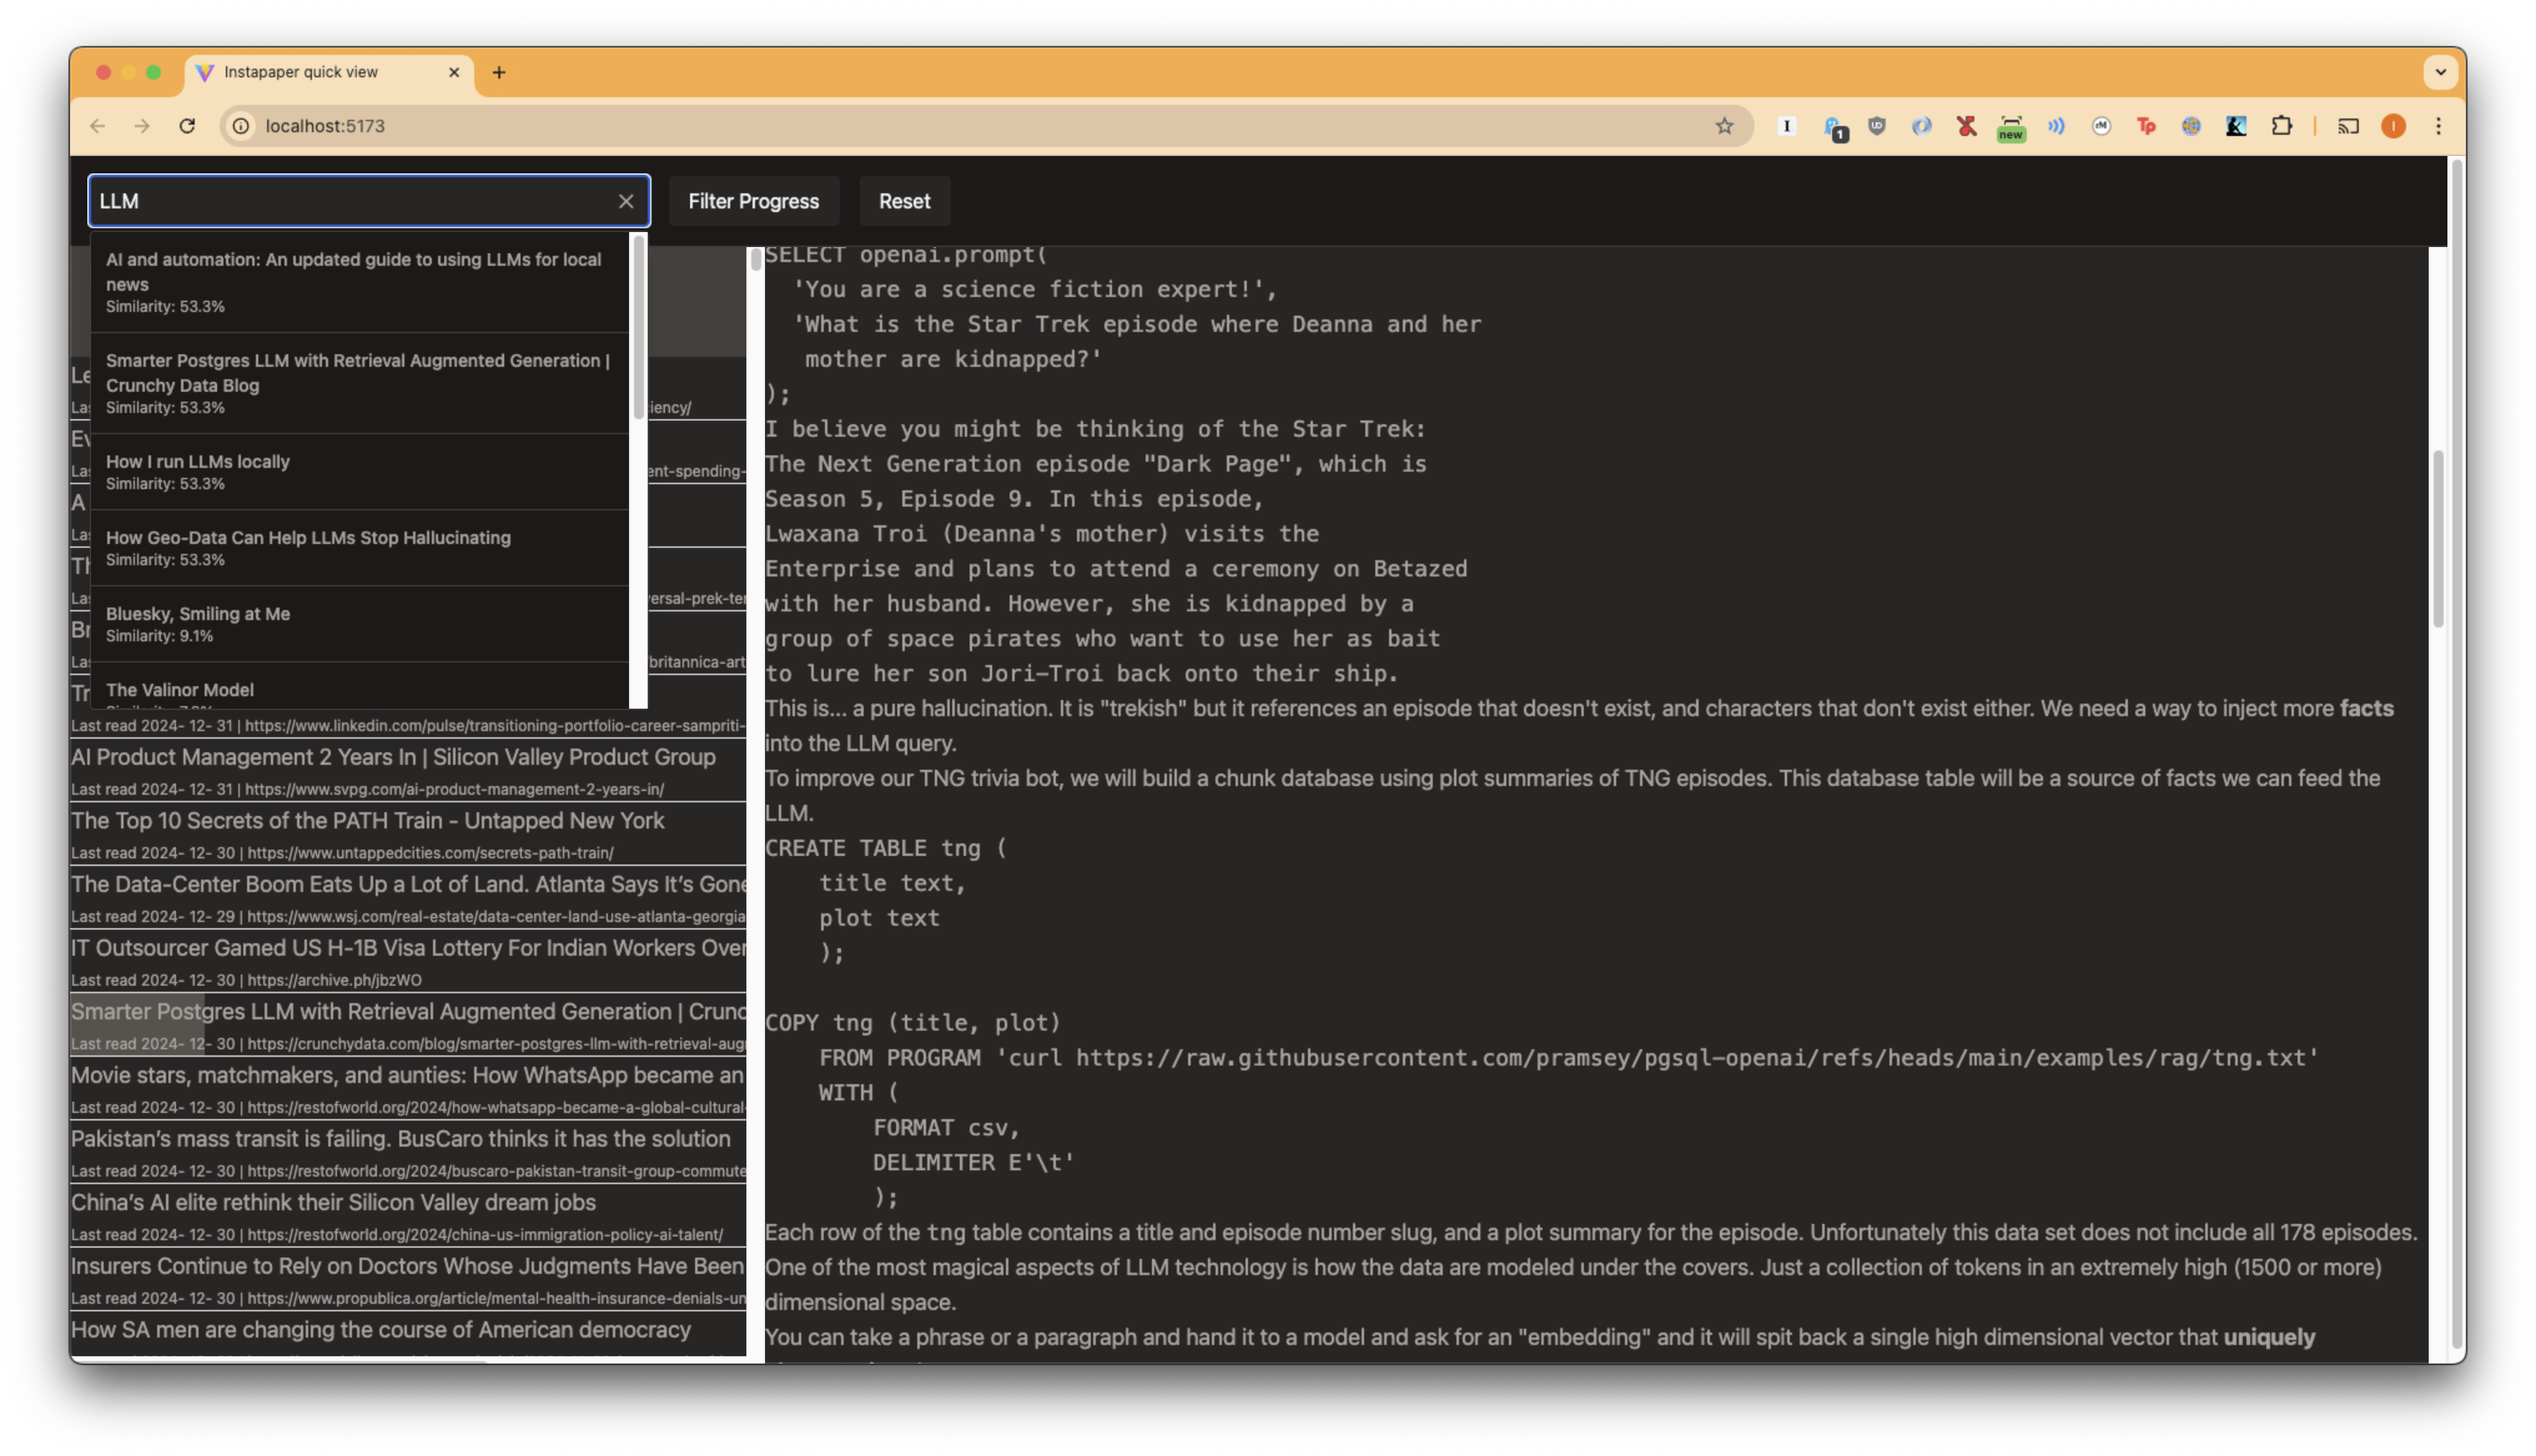 Instapaper quick view
localhost:5173
1
new
LLM
Filter Progress
Reset
AI and automation: An updated guide to using LLMs for local
news
Similarity: 53.3%
Smarter Postgres LLM with Retrieval Augmented Generation |
Crunchy Data Blog
Similarity: 53.3%
How I run LLMs locally
Similarity: 53.3%
How Geo-Data Can Help LLMs Stop Hallucinating
Similarity: 53.3%
Bluesky, Smiling at Me
Similarity: 9.1%
The Valinor Model
iency/
ent-spending-
ersal-prek-ter
britannica-art
Last read 2024- 12- 31 | https://www.linkedin.com/pulse/transitioning-portfolio-career-sampriti-
AI Product Management 2 Years In | Silicon Valley Product Group
Last read 2024- 12- 31 | https://www.svpg.com/ai-product-management-2-years-in/
The Top 10 Secrets of the PATH Train - Untapped New York
Last read 2024- 12- 30 | https://www.untappedcities.com/secrets-path-train/
The Data-Center Boom Eats Up a Lot of Land. Atlanta Says It’s Gone
Last read 2024- 12- 29 | https://www.wsj.com/real-estate/data-center-land-use-atlanta-georgia
IT Outsourcer Gamed US H-1B Visa Lottery For Indian Workers Over
Last read 2024- 12- 30 | https://archive.ph/jbzWO
Smarter Postgres LLM with Retrieval Augmented Generation | Crunc
Last read 2024- 12- 30 | https://crunchydata.com/blog/smarter-postgres-llm-with-retrieval-aug
Movie stars, matchmakers, and aunties: How WhatsApp became an
Last read 2024- 12- 30 | https://restofworld.org/2024/how-whatsapp-became-a-global-cultural-
Pakistan’s mass transit is failing. BusCaro thinks it has the solution
Last read 2024- 12- 30 | https://restofworld.org/2024/buscaro-pakistan-transit-group-commute
China’s AI elite rethink their Silicon Valley dream jobs
Last read 2024- 12- 30 | https://restofworld.org/2024/china-us-immigration-policy-ai-talent/
Insurers Continue to Rely on Doctors Whose Judgments Have Been
Last read 2024- 12- 30 | https://www.propublica.org/article/mental-health-insurance-denials-un
How SA men are changing the course of American democracy
SELECT openai.prompt(
'You are a science fiction expert!',
'What is the Star Trek episode where Deanna and her
mother are kidnapped?'
);
I believe you might be thinking of the Star Trek:
The Next Generation episode "Dark Page", which is
Season 5, Episode 9. In this episode,
Lwaxana Troi (Deanna's mother) visits the
Enterprise and plans to attend a ceremony on Betazed
with her husband. However, she is kidnapped by a
group of space pirates who want to use her as bait
to lure her son Jori-Troi back onto their ship.
This is... a pure hallucination. It is "trekish" but it references an episode that doesn't exist, and characters that don't exist either. We need a way to inject more facts
into the LLM query.
To improve our TNG trivia bot, we will build a chunk database using plot summaries of TNG episodes. This database table will be a source of facts we can feed the
LLM.
CREATE TABLE tng (
title text,
plot text
);
COPY tng (title, plot)
FROM PROGRAM 'curl https://raw.githubusercontent.com/pramsey/pgsql-openai/refs/heads/main/examples/rag/tng.txt'
WITH (
FORMAT csv,
DELIMITER E'\t'
);
Each row of the tng table contains a title and episode number slug, and a plot summary for the episode. Unfortunately this data set does not include all 178 episodes.
One of the most magical aspects of LLM technology is how the data are modeled under the covers. Just a collection of tokens in an extremely high (1500 or more)
dimensional space.
You can take a phrase or a paragraph and hand it to a model and ask for an "embedding" and it will spit back a single high dimensional vector that uniquely